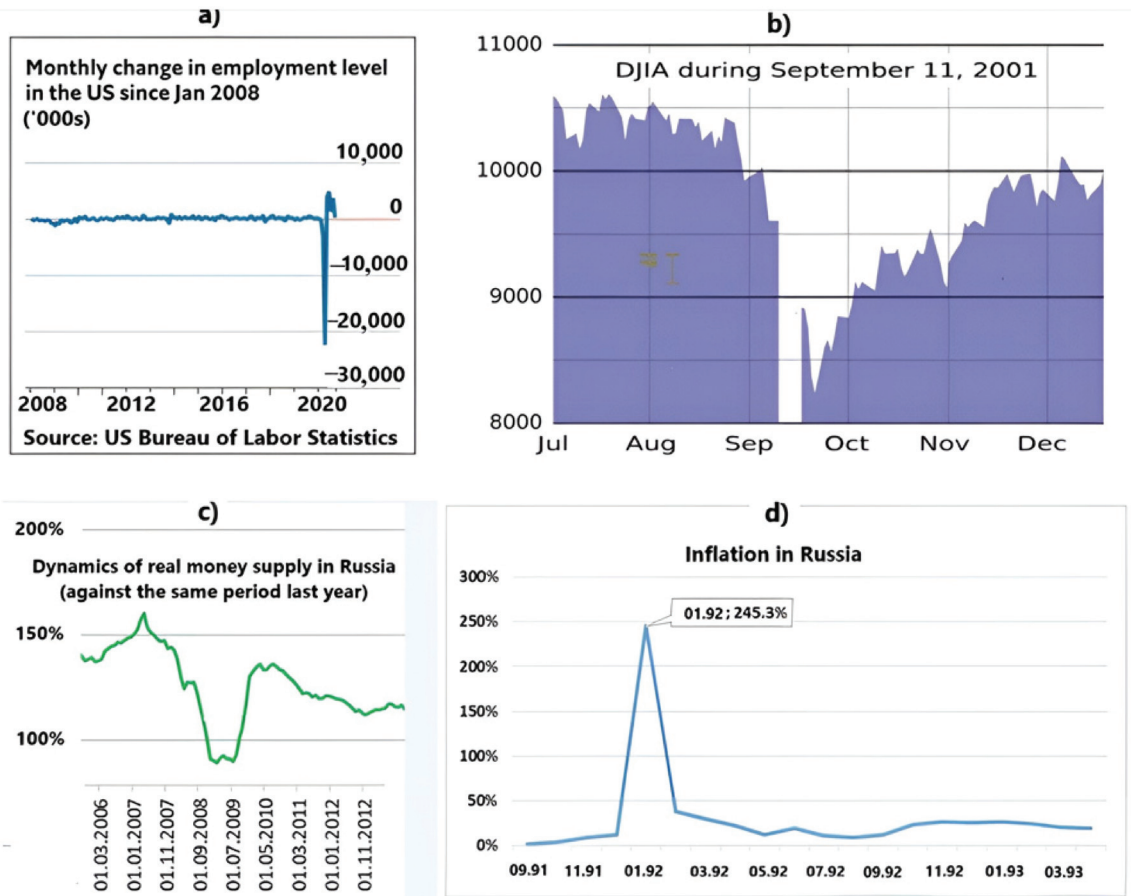 a)
Monthly change in employment level
in the US since Jan 2008
('000s)
10,000
0
−10,000
−20,000
−30,000
2008 2012 2016 2020
Source: US Bureau of Labor Statistics
b)
11000
DJIA during September 11, 2001
10000
9000
8000
Jul Aug Sep Oct Nov Dec
c)
200%
Dynamics of real money supply in Russia
(against the same period last year)
150%
100%
01.03.2006
01.01.2007
01.11.2007
01.09.2008
01.07.2009
01.05.2010
01.03.2011
01.01.2012
01.11.2012
d)
Inflation in Russia
300%
250%
01.92 ; 245.3%
200%
150%
100%
50%
0%
09.91 11.91 01.92 03.92 05.92 07.92 09.92 11.92 01.93 03.93